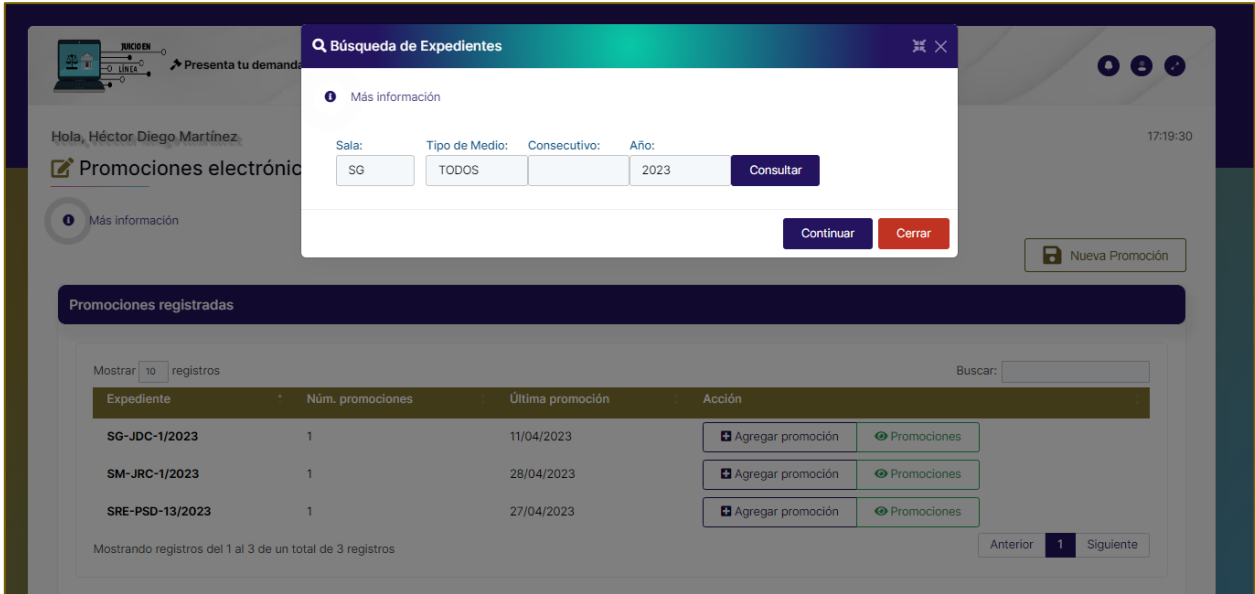 JUICIO EN
LÍNEA
Presenta tu demanda
Búsqueda de Expedientes
Más información
Sala: Tipo de Medio: Consecutivo: Año:
SG TODOS 2023 Consultar
Continuar Cerrar
Hola, Héctor Diego Martínez
17:19:30
Promociones electrónic
Más información
Nueva Promoción
Promociones registradas
Mostrar 10 registros Buscar:
Expediente Núm. promociones Última promoción Acción
SG-JDC-1/2023 1 11/04/2023 Agregar promoción Promociones
SM-JRC-1/2023 1 28/04/2023 Agregar promoción Promociones
SRE-PSD-13/2023 1 27/04/2023 Agregar promoción Promociones
Mostrando registros del 1 al 3 de un total de 3 registros Anterior 1 Siguiente